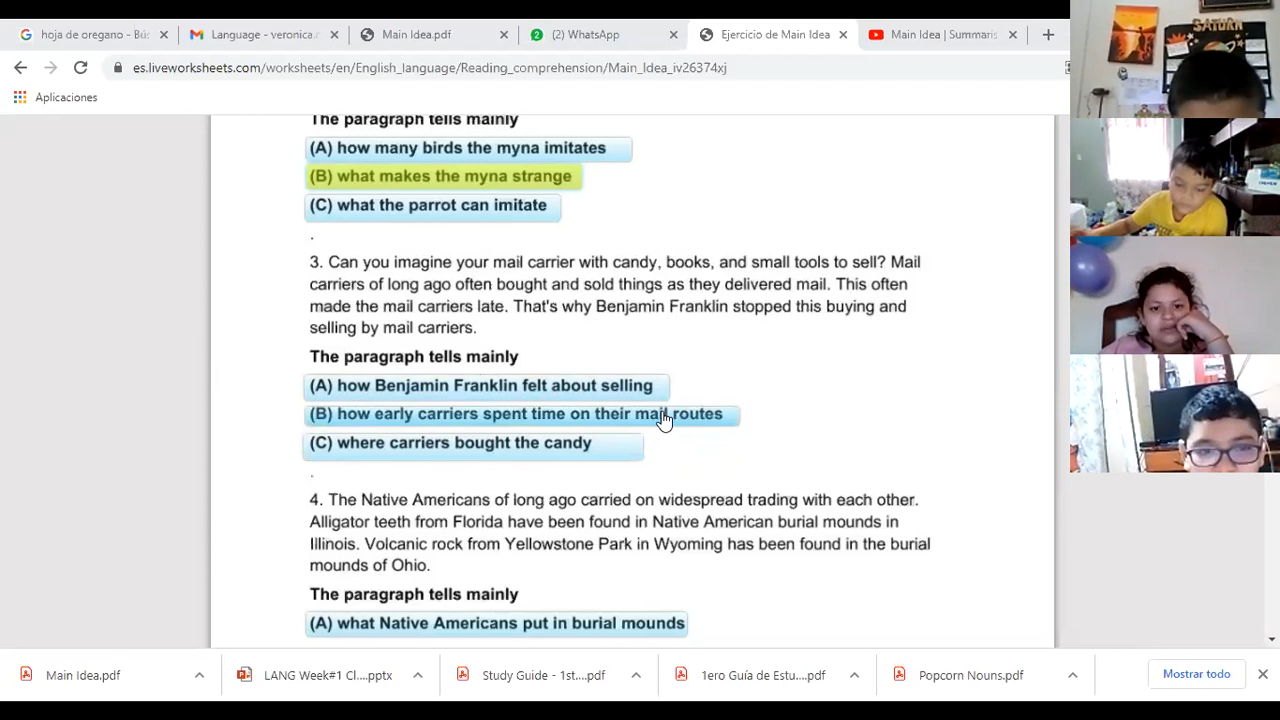 hoja de oregano - Bús
Language - veronica.r
Main Idea.pdf
(2) WhatsApp
Ejercicio de Main Idea
Main Idea | Summaris
es.liveworksheets.com/worksheets/en/English_language/Reading_comprehension/Main_Idea_iv26374xj
Aplicaciones
SATURN
The paragraph tells mainly
(A) how many birds the myna imitates
(B) what makes the myna strange
(C) what the parrot can imitate
.
3. Can you imagine your mail carrier with candy, books, and small tools to sell? Mail
carriers of long ago often bought and sold things as they delivered mail. This often
made the mail carriers late. That's why Benjamin Franklin stopped this buying and
selling by mail carriers.
The paragraph tells mainly
(A) how Benjamin Franklin felt about selling
(B) how early carriers spent time on their mail routes
(C) where carriers bought the candy
.
4. The Native Americans of long ago carried on widespread trading with each other.
Alligator teeth from Florida have been found in Native American burial mounds in
Illinois. Volcanic rock from Yellowstone Park in Wyoming has been found in the burial
mounds of Ohio.
The paragraph tells mainly
(A) what Native Americans put in burial mounds
Main Idea.pdf
LANG Week#1 Cl....pptx
Study Guide - 1st....pdf
1ero Guía de Estu....pdf
Popcorn Nouns.pdf
Mostrar todo